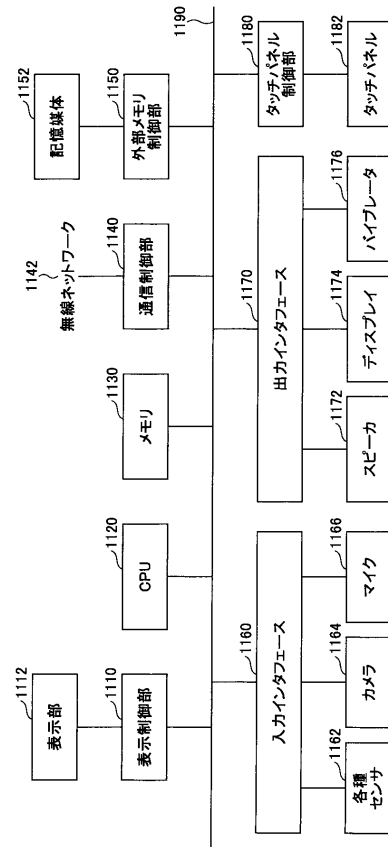 1112
表示部
1110
表示制御部
1120
CPU
1130
メモリ
1142
無線ネットワーク
1140
通信制御部
1152
記憶媒体
1150
外部メモリ
制御部
1190
1160
入力インタフェース
1162
各種
センサ
1164
カメラ
1166
マイク
1170
出力インタフェース
1172
スピーカ
1174
ディスプレイ
1176
バイブレータ
1180
タッチパネル
制御部
1182
タッチパネル